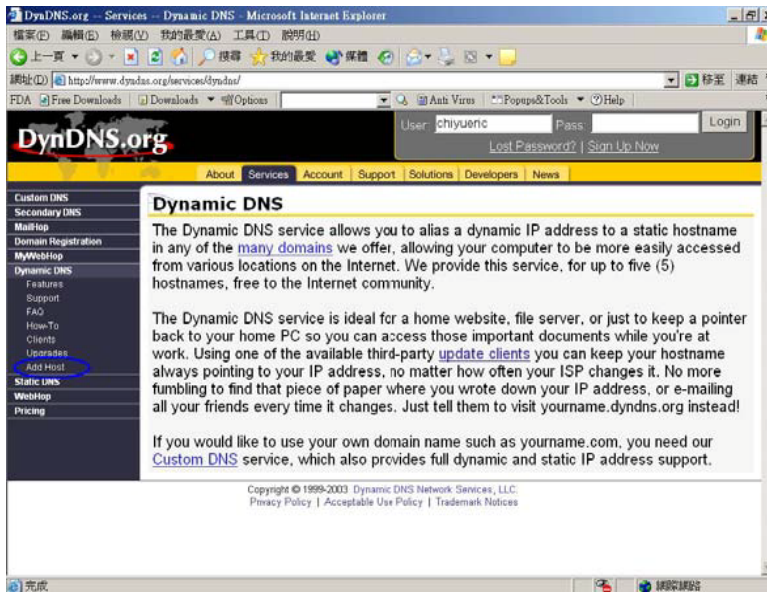 DynDNS.org -- Services -- Dynamic DNS - Microsoft Internet Explorer
檔案(F) 編輯(E) 檢視(V) 我的最愛(A) 工具(T) 說明(H)
上一頁 搜尋 我的最愛 媒體
網址(D) http://www.dyndns.org/services/dyndns/ 移至 連結
FDA Free Downloads Downloads Options Anti Virus Popups&Tools Help
DynDNS.org
User: chiyueric Pass: Login
Lost Password? | Sign Up Now
About Services Account Support Solutions Developers News
Custom DNS
Secondary DNS
MailHop
Domain Registration
MyWebHop
Dynamic DNS
Features
Support
FAQ
How-To
Clients
Upgrades
Add Host
Static DNS
WebHop
Pricing
Dynamic DNS
The Dynamic DNS service allows you to alias a dynamic IP address to a static hostname
in any of the many domains we offer, allowing your computer to be more easily accessed
from various locations on the Internet. We provide this service, for up to five (5)
hostnames, free to the Internet community.
The Dynamic DNS service is ideal for a home website, file server, or just to keep a pointer
back to your home PC so you can access those important documents while you're at
work. Using one of the available third-party update clients you can keep your hostname
always pointing to your IP address, no matter how often your ISP changes it. No more
fumbling to find that piece of paper where you wrote down your IP address, or e-mailing
all your friends every time it changes. Just tell them to visit yourname.dyndns.org instead!
If you would like to use your own domain name such as yourname.com, you need our
Custom DNS service, which also provides full dynamic and static IP address support.
Copyright © 1999-2003 Dynamic DNS Network Services, LLC.
Privacy Policy | Acceptable Use Policy | Trademark Notices
完成 網際網路